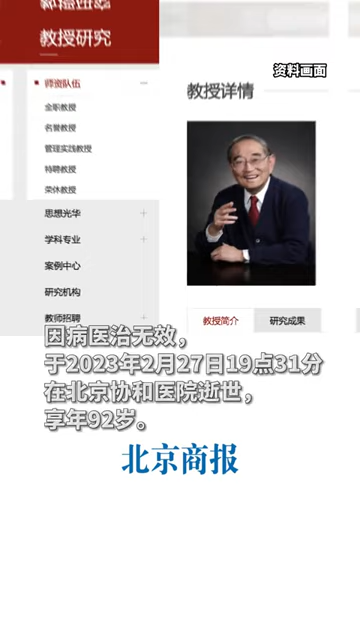 教授研究
资料画面
师资队伍
教授详情
全职教授
名誉教授
管理实践教授
特聘教授
荣休教授
思想光华
学科专业
案例中心
研究机构
教师招聘
教授简介
研究成果
因病医治无效，
于2023年2月27日19点31分
在北京协和医院逝世，
享年92岁。
北京商报